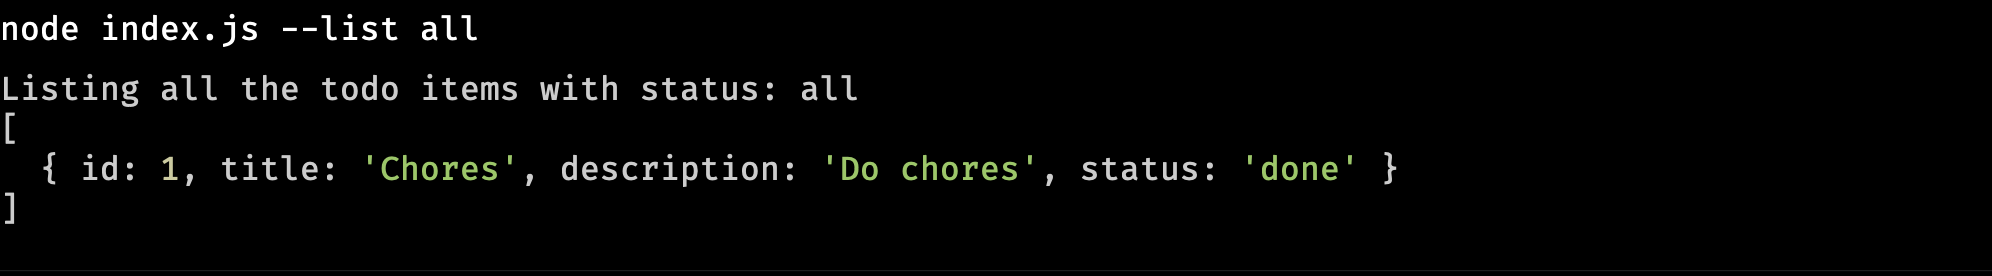 node index.js --list all
Listing all the todo items with status: all
[
  { id: 1, title: 'Chores', description: 'Do chores', status: 'done' }
]